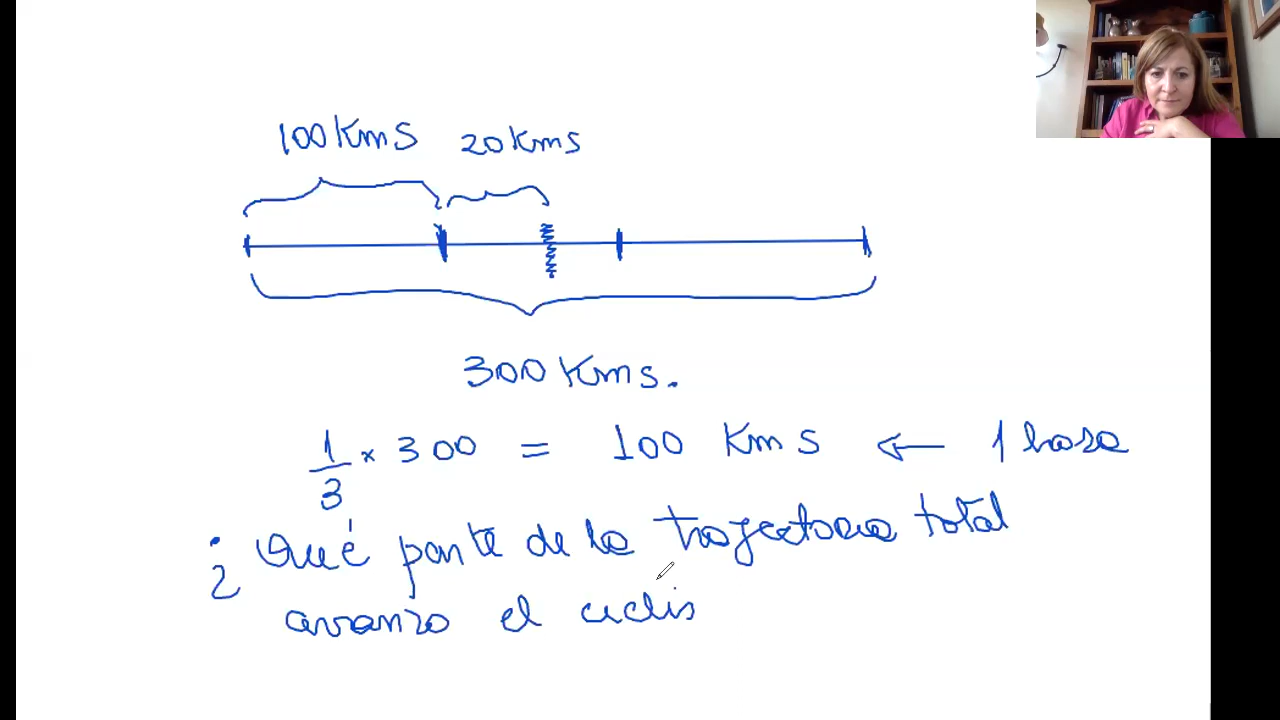 100 Kms 20 Kms
300 Kms.
1/3 × 300 = 100 Kms ← 1 hora
¿ Qué parte de la trayectoria total
avanzo el ciclis